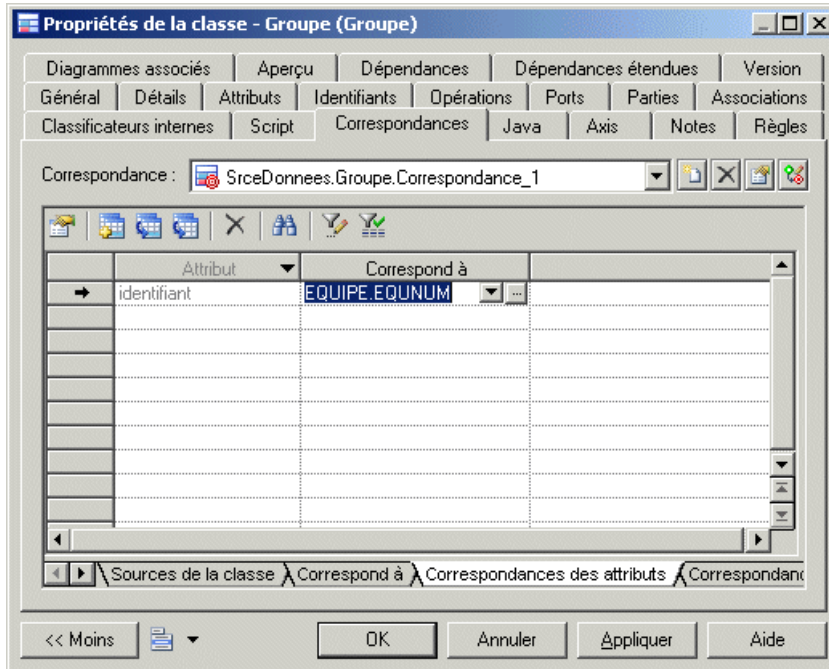 Propriétés de la classe - Groupe (Groupe)
Diagrammes associés Aperçu Dépendances Dépendances étendues Version
Général Détails Attributs Identifiants Opérations Ports Parties Associations
Classificateurs internes Script Correspondances Java Axis Notes Règles
Correspondance : SrceDonnees.Groupe.Correspondance_1
Attribut Correspond à
identifiant EQUIPE.EQUNUM ...
Sources de la classe Correspond à Correspondances des attributs Correspondanc
<< Moins OK Annuler Appliquer Aide